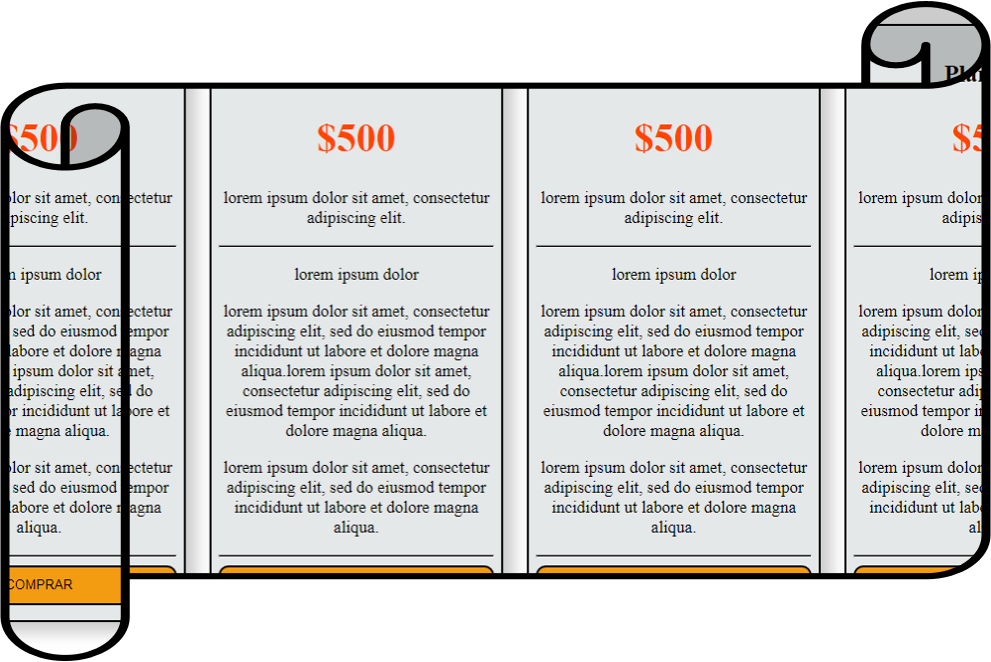 Pla
$500
olor sit amet, consectetur
piscing elit.
m ipsum dolor
olor sit amet, consectetur
sed do eiusmod tempor
labore et dolore magna
ipsum dolor sit amet,
adipiscing elit, sed do
or incididunt ut labore et
magna aliqua.
olor sit amet, consectetur
sed do eiusmod tempor
labore et dolore magna
aliqua.
COMPRAR
$500
lorem ipsum dolor sit amet, consectetur
adipiscing elit.
lorem ipsum dolor
lorem ipsum dolor sit amet, consectetur
adipiscing elit, sed do eiusmod tempor
incididunt ut labore et dolore magna
aliqua.lorem ipsum dolor sit amet,
consectetur adipiscing elit, sed do
eiusmod tempor incididunt ut labore et
dolore magna aliqua.
lorem ipsum dolor sit amet, consectetur
adipiscing elit, sed do eiusmod tempor
incididunt ut labore et dolore magna
aliqua.
$500
lorem ipsum dolor sit amet, consectetur
adipiscing elit.
lorem ipsum dolor
lorem ipsum dolor sit amet, consectetur
adipiscing elit, sed do eiusmod tempor
incididunt ut labore et dolore magna
aliqua.lorem ipsum dolor sit amet,
consectetur adipiscing elit, sed do
eiusmod tempor incididunt ut labore et
dolore magna aliqua.
lorem ipsum dolor sit amet, consectetur
adipiscing elit, sed do eiusmod tempor
incididunt ut labore et dolore magna
aliqua.
$5
lorem ipsum dolor
adipis
lorem ip
lorem ipsum dolor
adipiscing elit, sed
incididunt ut lab
aliqua.lorem ips
consectetur adip
eiusmod tempor i
dolore m
lorem ipsum dolor
adipiscing elit, sed
incididunt ut lab
al